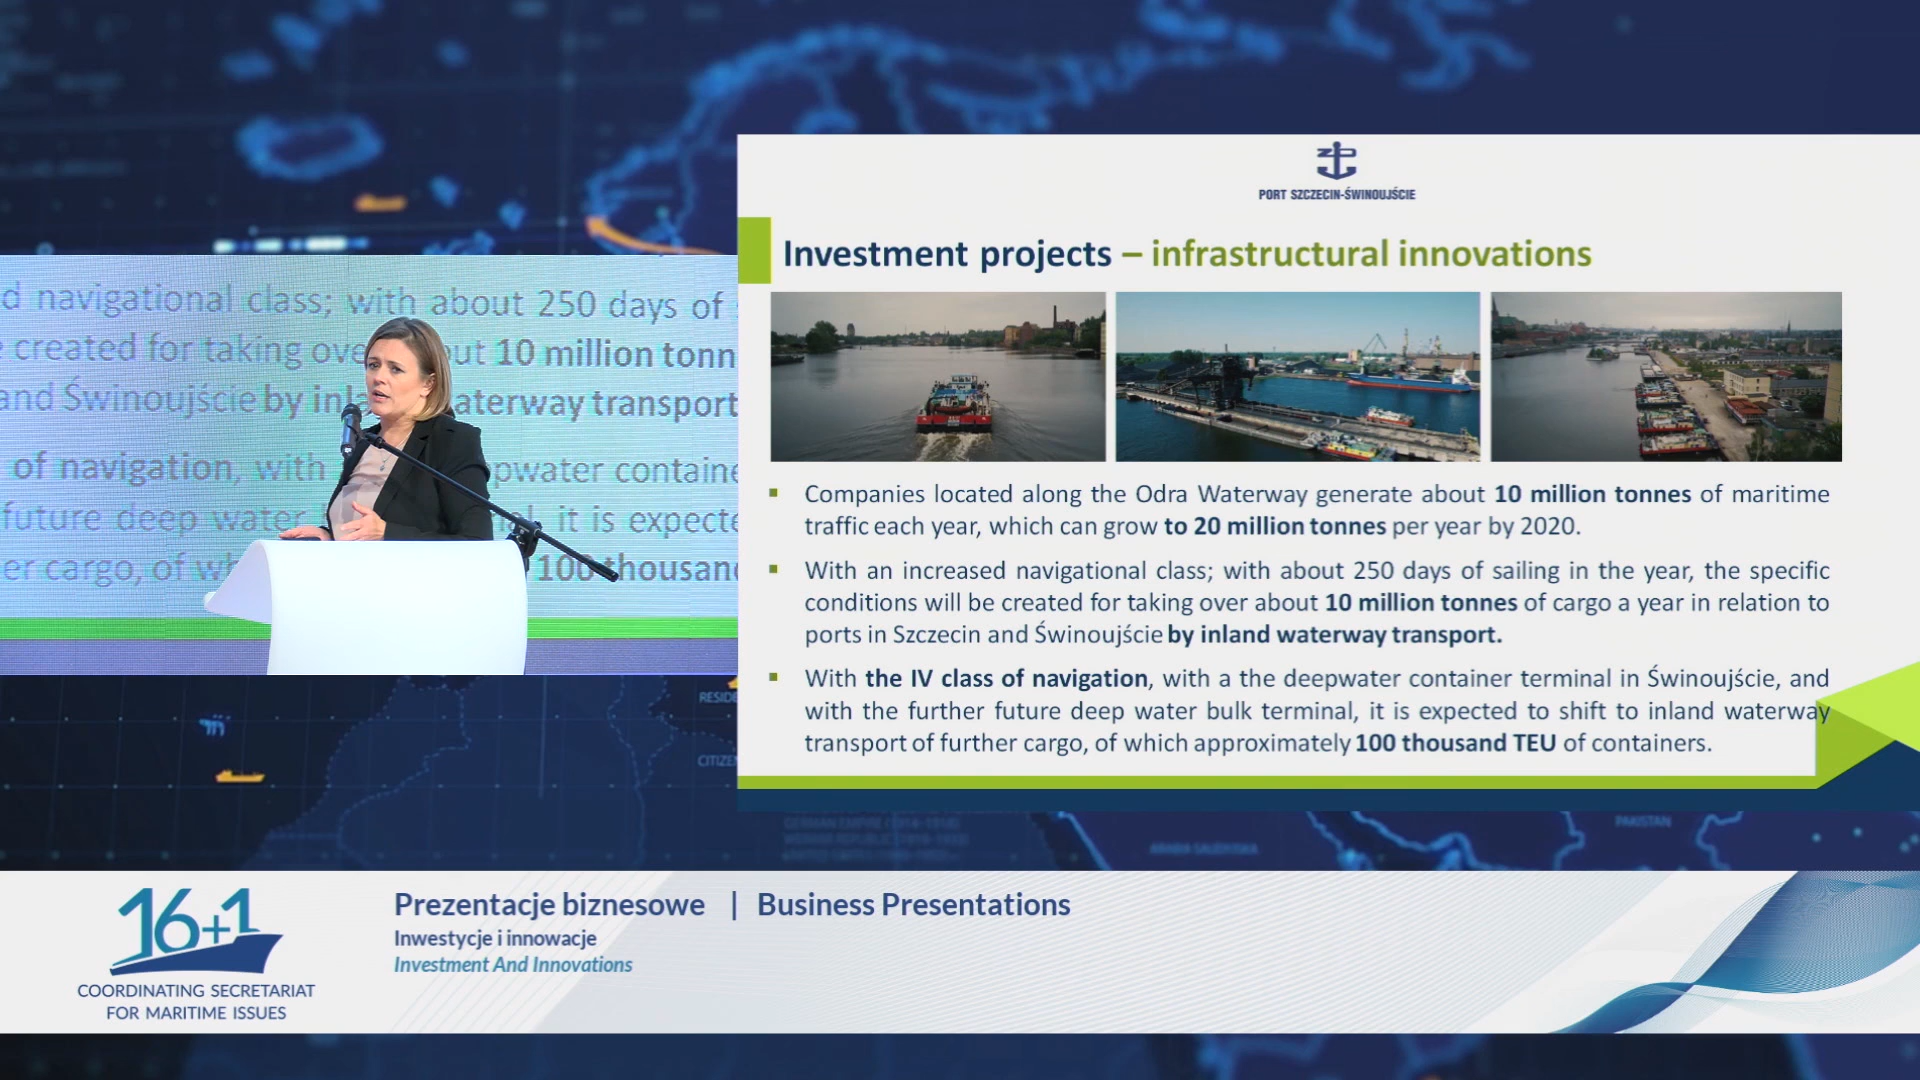 PORT SZCZECIN-ŚWINOUJŚCIE
Investment projects – infrastructural innovations
Companies located along the Odra Waterway generate about 10 million tonnes of maritime
traffic each year, which can grow to 20 million tonnes per year by 2020.
With an increased navigational class; with about 250 days of sailing in the year, the specific
conditions will be created for taking over about 10 million tonnes of cargo a year in relation to
ports in Szczecin and Świnoujście by inland waterway transport.
With the IV class of navigation, with a the deepwater container terminal in Świnoujście, and
with the further future deep water bulk terminal, it is expected to shift to inland waterway
transport of further cargo, of which approximately 100 thousand TEU of containers.
d navigational class; with about 250 days of
created for taking 10 million tonn
and Świnoujście by waterway transport
of navigation, with
future deep water it is expecte
er cargo, of 100 thousand
PAKISTAN
ARABIA SAUDYJSKA
16+1
COORDINATING SECRETARIAT
FOR MARITIME ISSUES
Prezentacje biznesowe | Business Presentations
Inwestycje i innowacje
Investment And Innovations